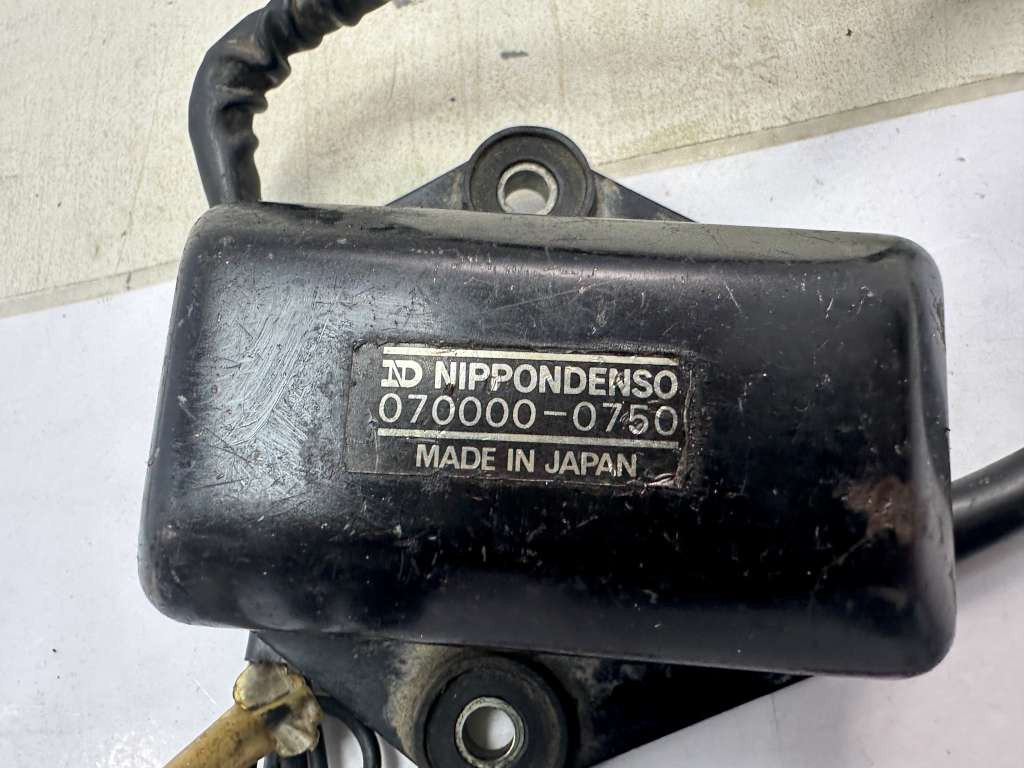 ND NIPPONDENSO
070000-0750
MADE IN JAPAN